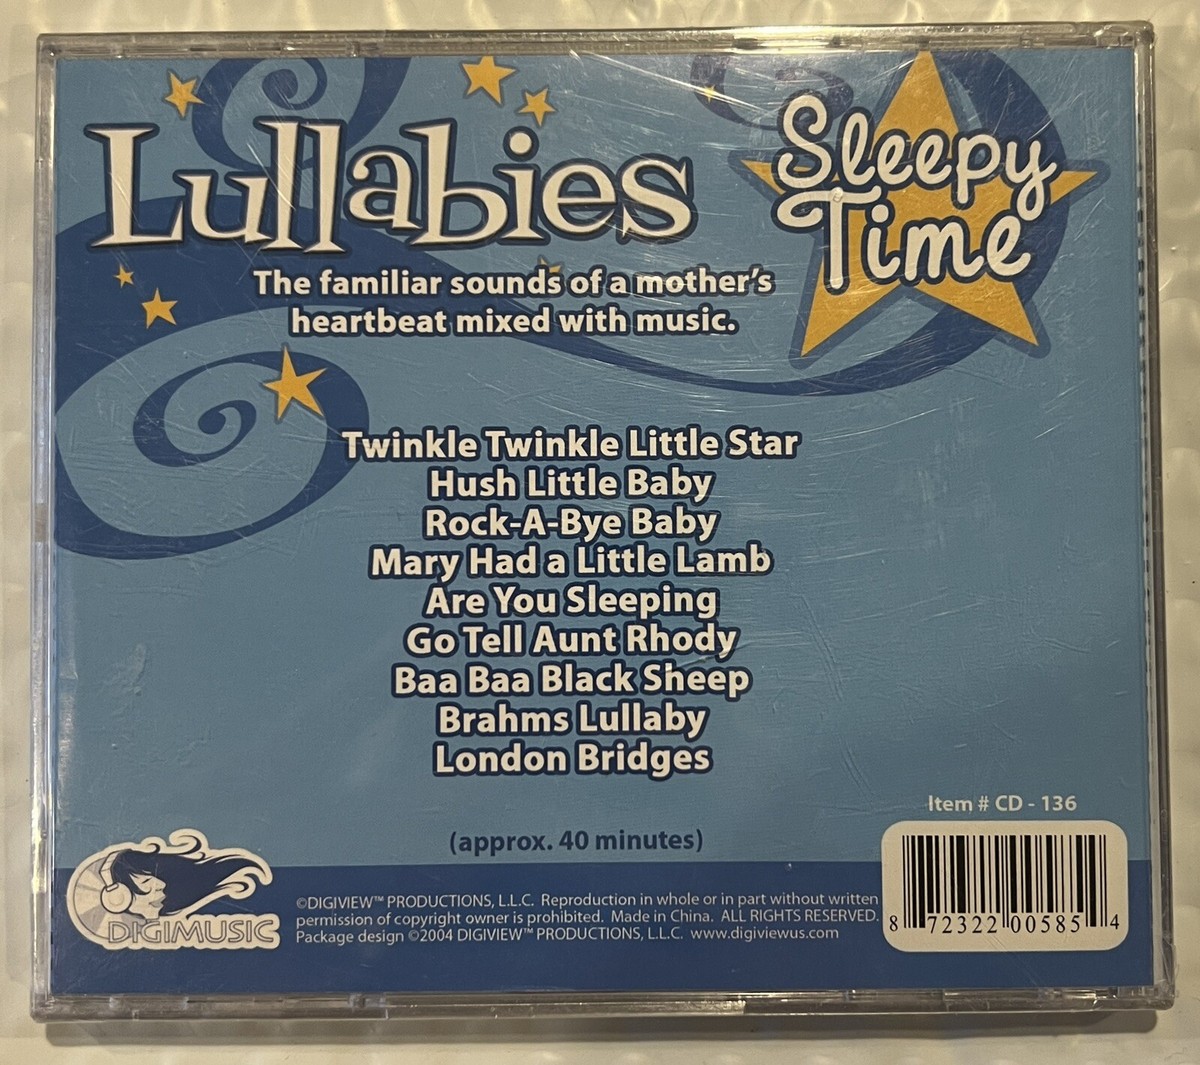 Lullabies
Sleepy
Time
The familiar sounds of a mother's
heartbeat mixed with music.
Twinkle Twinkle Little Star
Hush Little Baby
Rock-A-Bye Baby
Mary Had a Little Lamb
Are You Sleeping
Go Tell Aunt Rhody
Baa Baa Black Sheep
Brahms Lullaby
London Bridges
(approx. 40 minutes)
Item # CD - 136
8 72322 00585 4
DIGIMUSIC
©DIGIVIEW™ PRODUCTIONS, L.L.C. Reproduction in whole or in part without written
permission of copyright owner is prohibited. Made in China. ALL RIGHTS RESERVED.
Package design ©2004 DIGIVIEW™ PRODUCTIONS, L.L.C. www.digiviewus.com